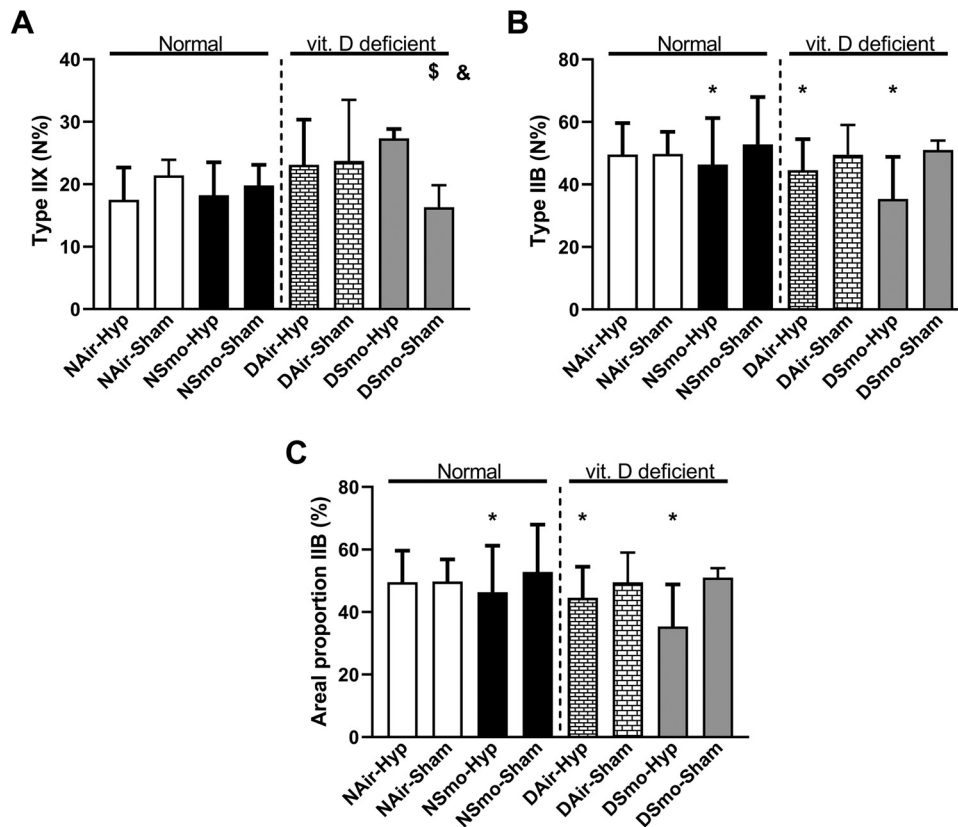 A
Normal
vit. D deficient
$ &
Type IIX (N%)
40
30
20
10
0
NAir-Hyp
NAir-Sham
NSmo-Hyp
NSmo-Sham
DAir-Hyp
DAir-Sham
DSmo-Hyp
DSmo-Sham
B
Normal
vit. D deficient
* * *
Type IIB (N%)
80
60
40
20
0
NAir-Hyp
NAir-Sham
NSmo-Hyp
NSmo-Sham
DAir-Hyp
DAir-Sham
DSmo-Hyp
DSmo-Sham
C
Normal
vit. D deficient
* * *
Areal proportion IIB (%)
80
60
40
20
0
NAir-Hyp
NAir-Sham
NSmo-Hyp
NSmo-Sham
DAir-Hyp
DAir-Sham
DSmo-Hyp
DSmo-Sham